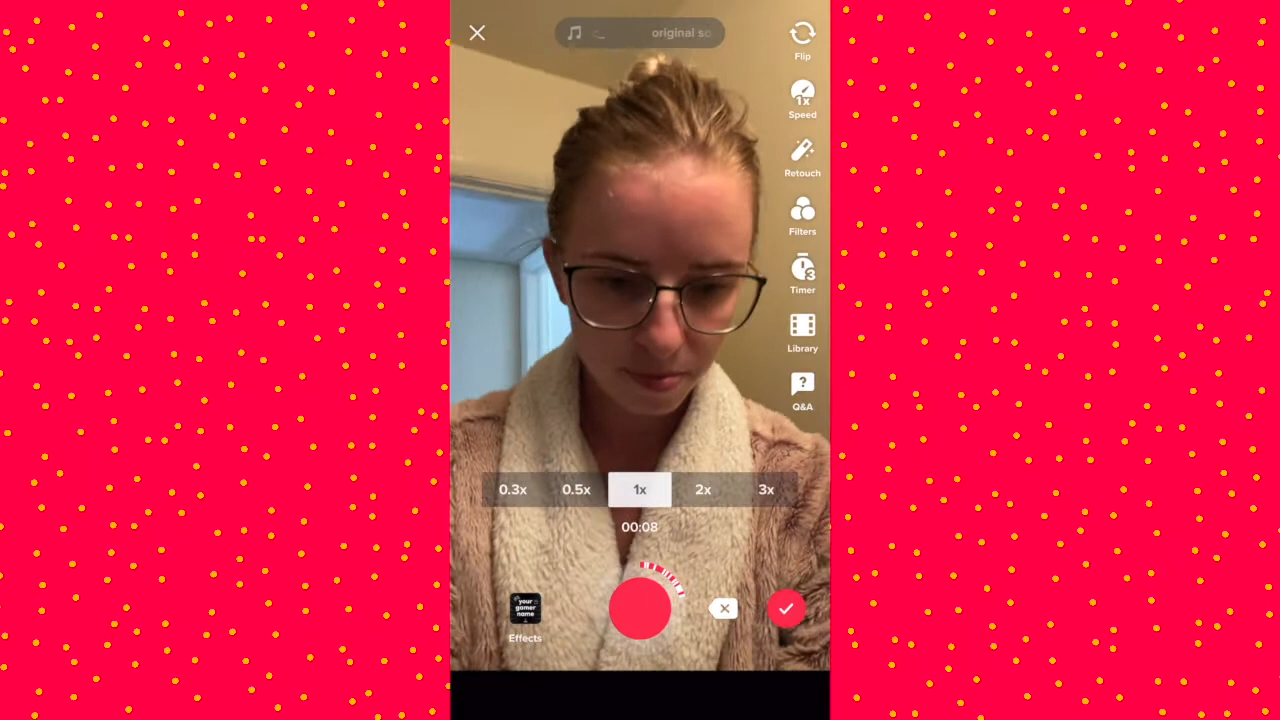 original so
Flip
1x
Speed
Retouch
Filters
3
Timer
Library
?
Q&A
0.3x
0.5x
1x
2x
3x
00:08
your
gamer
name
Effects